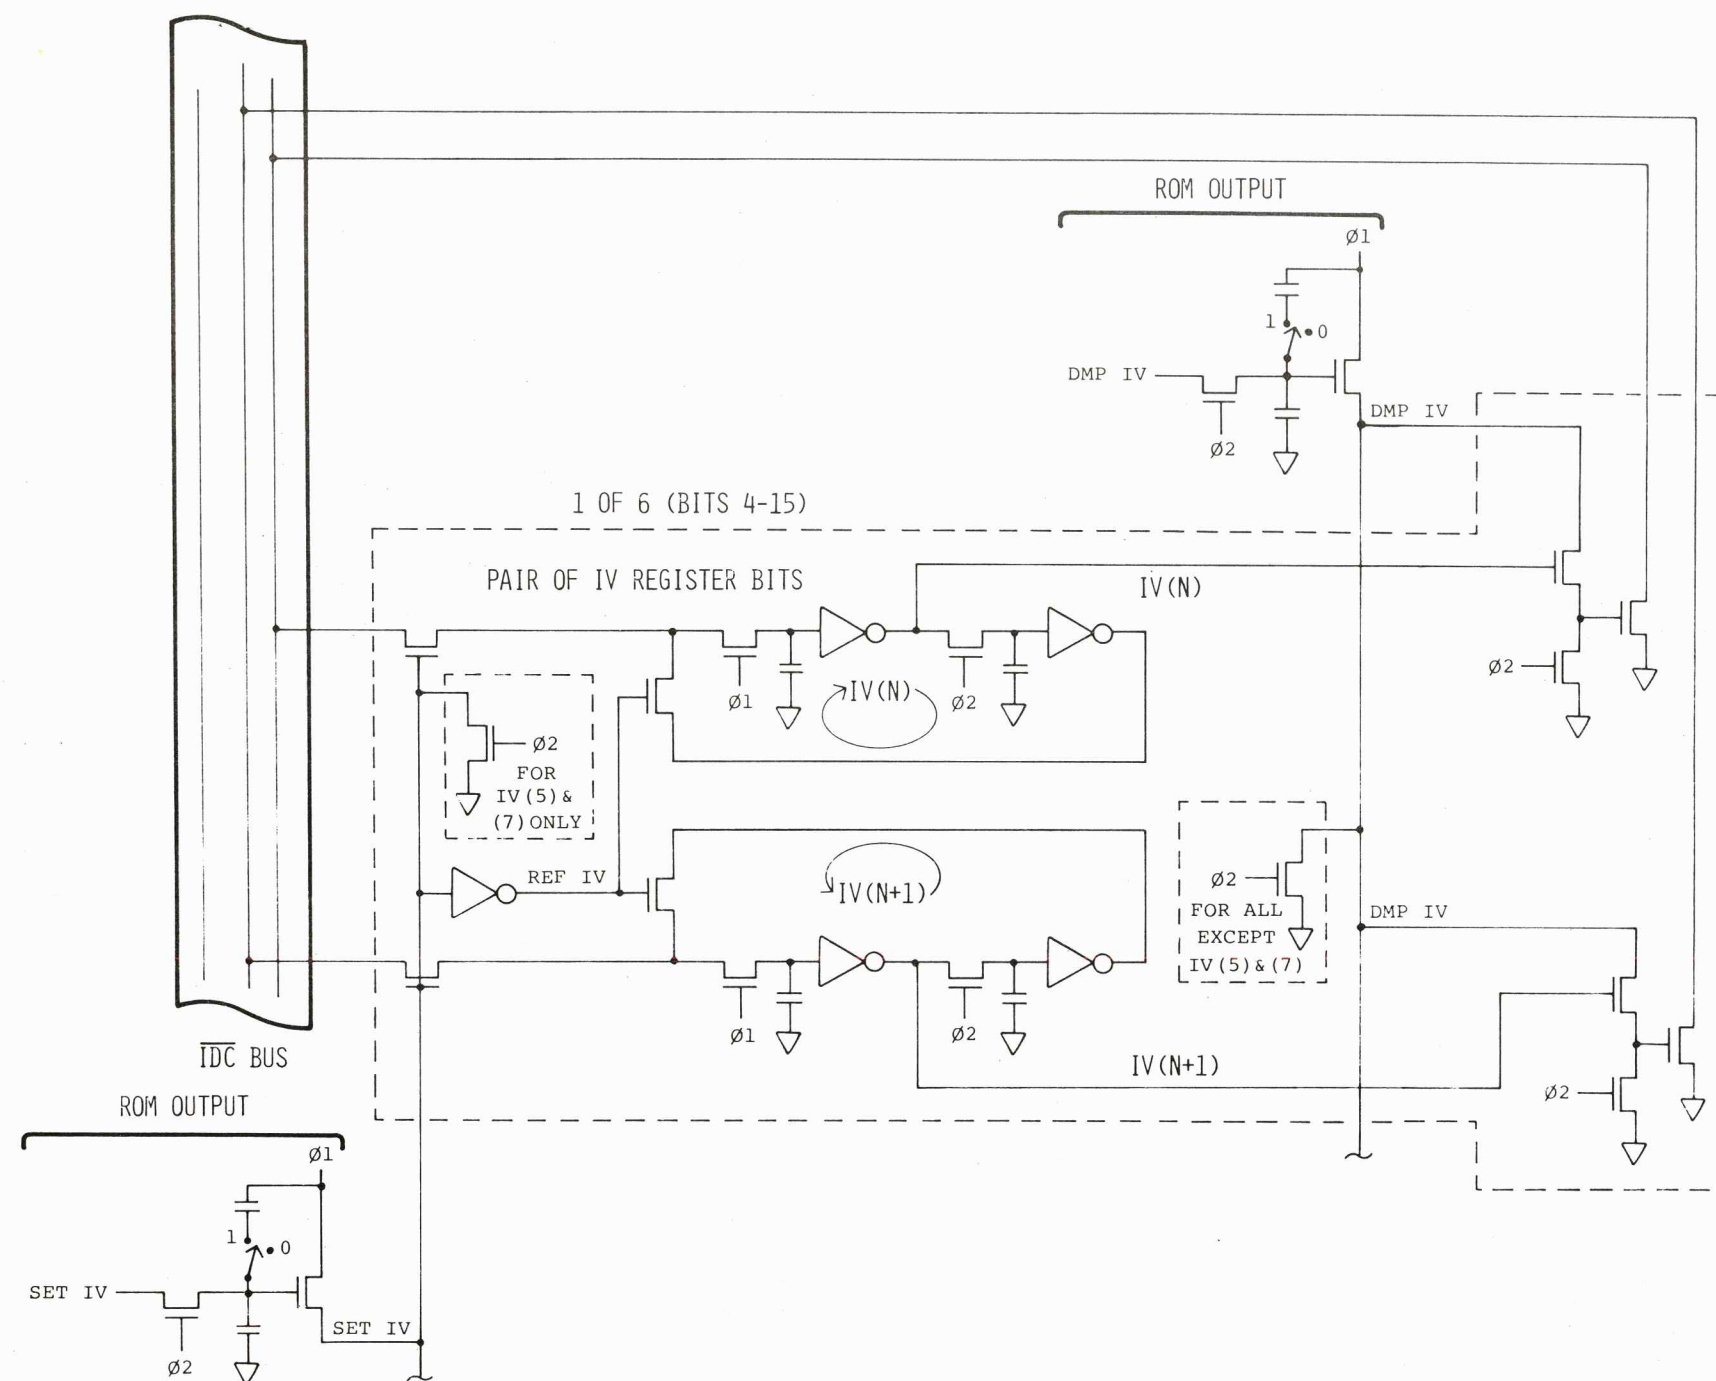 ROM OUTPUT
Ø1
1
0
DMP IV
Ø2
DMP IV
1 OF 6 (BITS 4-15)
PAIR OF IV REGISTER BITS
IV(N)
Ø2
Ø1
IV(N)
Ø2
Ø2
FOR
IV(5)&
(7)ONLY
REF IV
IV(N+1)
Ø2
FOR ALL
EXCEPT
IV(5)&(7)
DMP IV
Ø1
Ø2
IV(N+1)
Ø2
IDC BUS
ROM OUTPUT
Ø1
1
0
SET IV
SET IV
Ø2